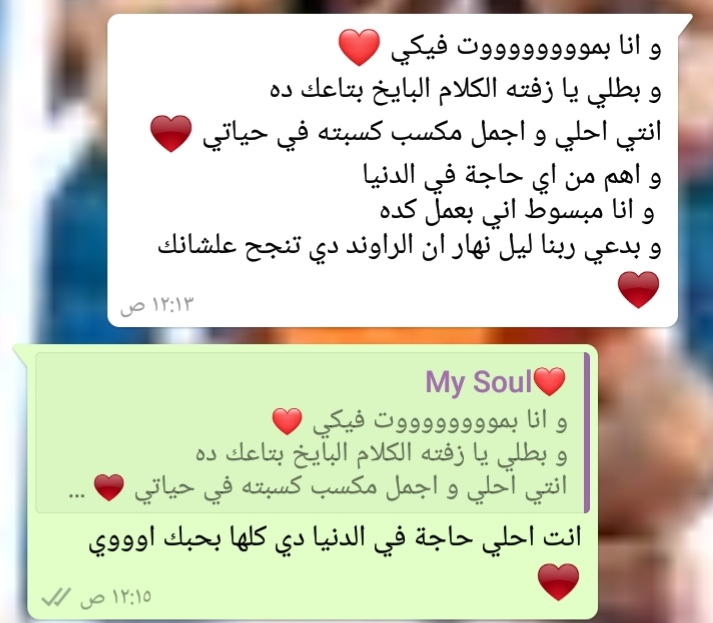 و انا بمووووووووت فيكي ❤️
و بطلي يا زفته الكلام البايخ بتاعك ده
انتي احلي و اجمل مكسب كسبته في حياتي ♥️
و اهم من اي حاجة في الدنيا
و انا مبسوط اني بعمل كده
و بدعي ربنا ليل نهار ان الراوند دي تنجح علشانك
♥️
١٢:١٣ ص
My Soul❤️
و انا بمووووووووت فيكي ❤️
و بطلي يا زفته الكلام البايخ بتاعك ده
انتي احلي و اجمل مكسب كسبته في حياتي ♥️ ...
انت احلي حاجة في الدنيا دي كلها بحبك اوووي
♥️
١٢:١٥ ص